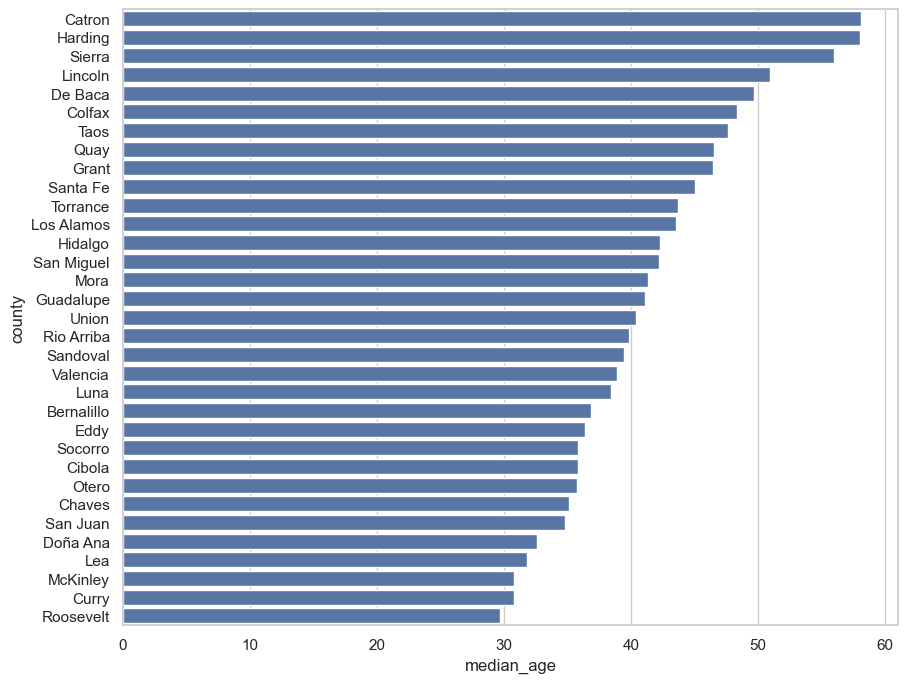 county
Catron
Harding
Sierra
Lincoln
De Baca
Colfax
Taos
Quay
Grant
Santa Fe
Torrance
Los Alamos
Hidalgo
San Miguel
Mora
Guadalupe
Union
Rio Arriba
Sandoval
Valencia
Luna
Bernalillo
Eddy
Socorro
Cibola
Otero
Chaves
San Juan
Doña Ana
Lea
McKinley
Curry
Roosevelt
0 10 20 30 40 50 60
median_age